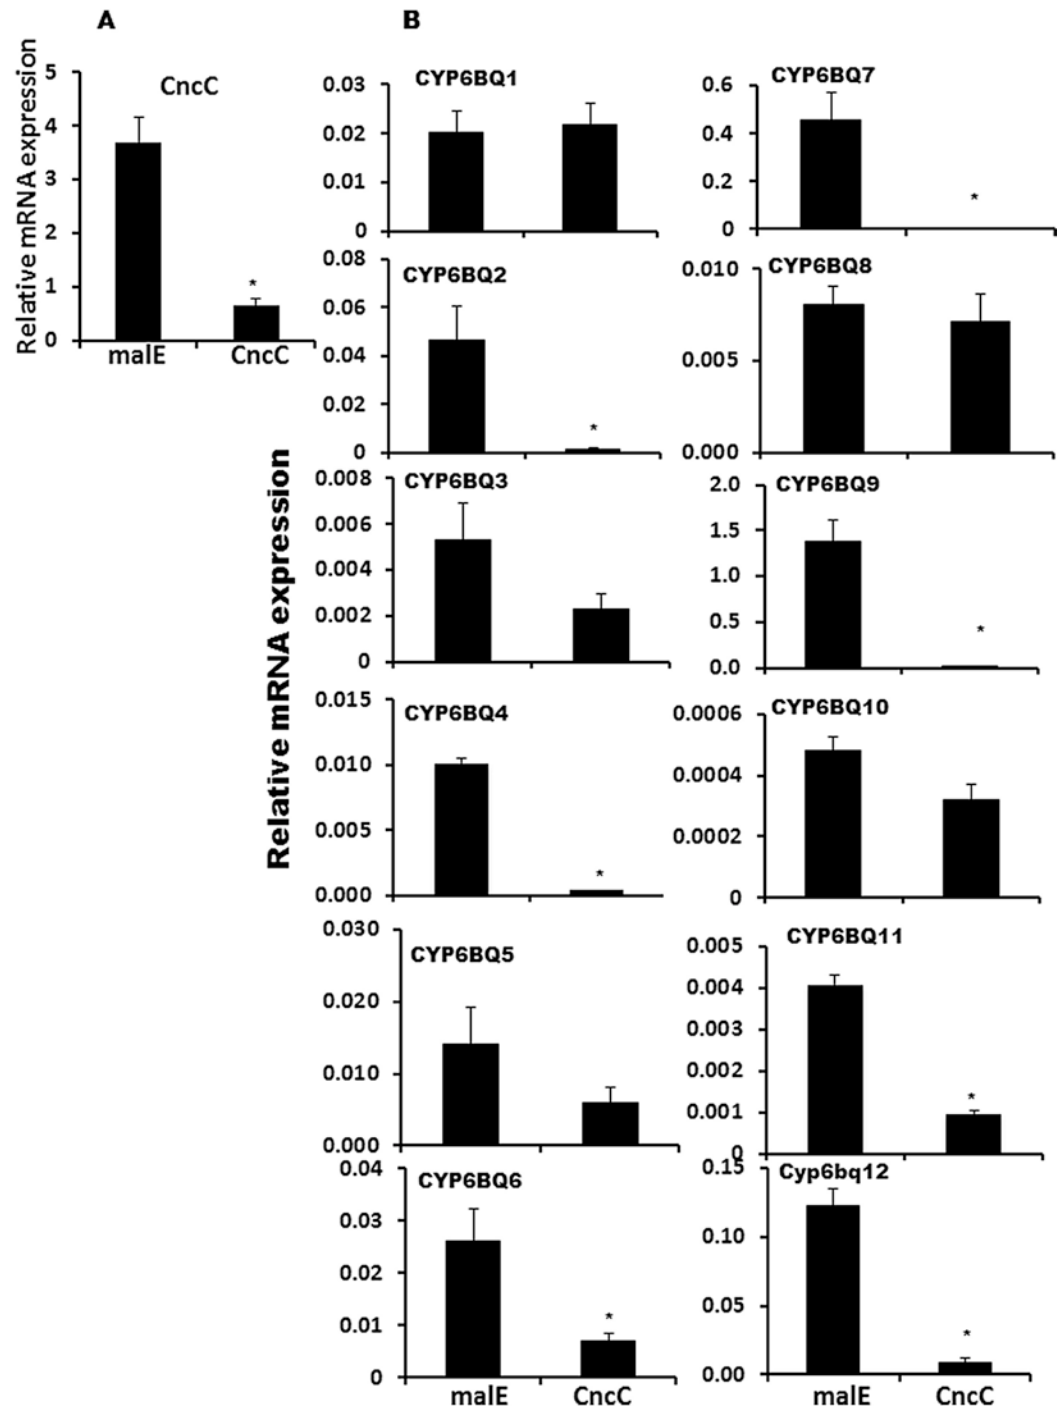 A
B
Relative mRNA expression
CncC
5
4
3
2
1
0
*
malE
CncC
Relative mRNA expression
CYP6BQ1
0.03
0.02
0.01
0
CYP6BQ7
0.6
0.4
0.2
0
*
CYP6BQ2
0.08
0.06
0.04
0.02
0
*
CYP6BQ8
0.010
0.005
0.000
CYP6BQ3
0.008
0.006
0.004
0.002
0
CYP6BQ9
2.0
1.5
1.0
0.5
0.0
*
CYP6BQ4
0.015
0.010
0.005
0.000
*
CYP6BQ10
0.0006
0.0004
0.0002
0
CYP6BQ5
0.030
0.020
0.010
0.000
CYP6BQ11
0.005
0.004
0.003
0.002
0.001
0
*
CYP6BQ6
0.04
0.03
0.02
0.01
0
*
malE
CncC
Cyp6bq12
0.15
0.10
0.05
0.00
*
malE
CncC